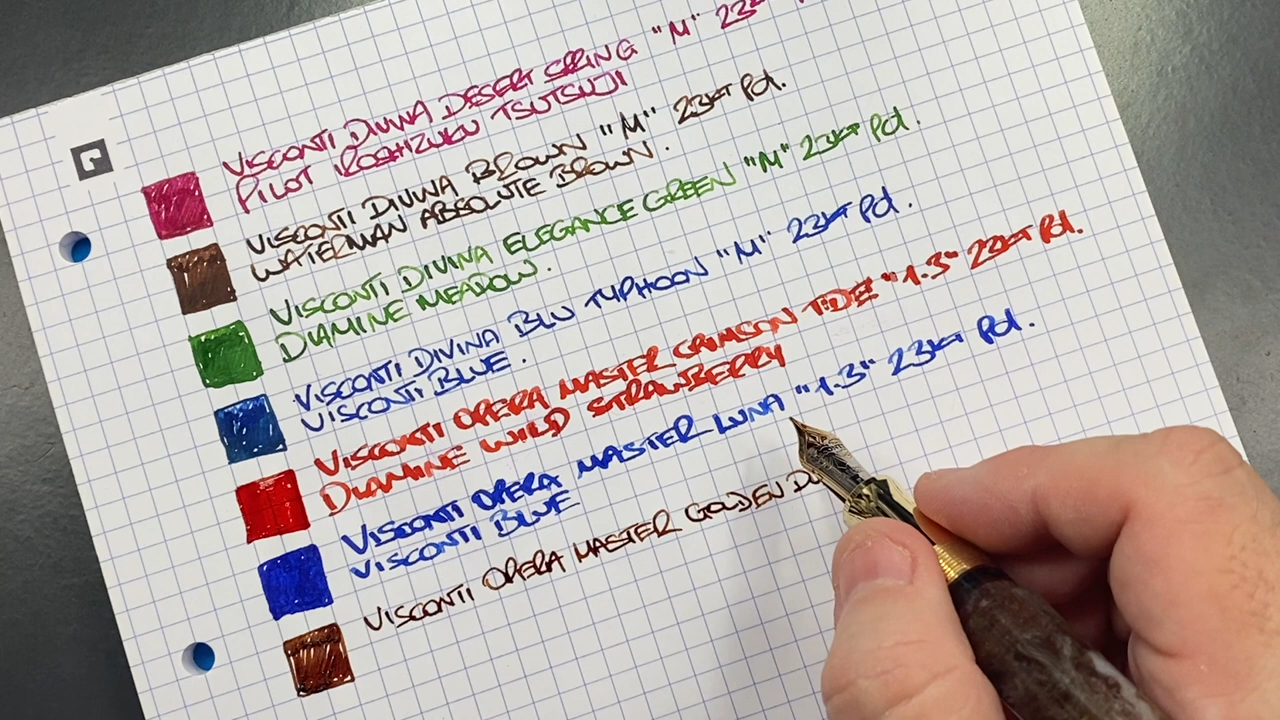 VISCONTI DIVINA DESERT SPRING "M" 23KT
PILOT IROSHIZUKU TSUTSUJI
VISCONTI DIVINA BROWN "M" 23KT Pd.
WATERMAN ABSOLUTE BROWN.
VISCONTI DIVINA ELEGANCE GREEN "M" 23KT Pd.
DIAMINE MEADOW.
VISCONTI DIVINA BLU TYPHOON "M" 23KT Pd.
VISCONTI BLUE.
VISCONTI OPERA MASTER CRIMSON TIDE "1.3" 23KT Pd.
DIAMINE WILD STRAWBERRY
VISCONTI OPERA MASTER LUNA "1.3" 23KT Pd.
VISCONTI BLUE
VISCONTI OPERA MASTER GOLDEN